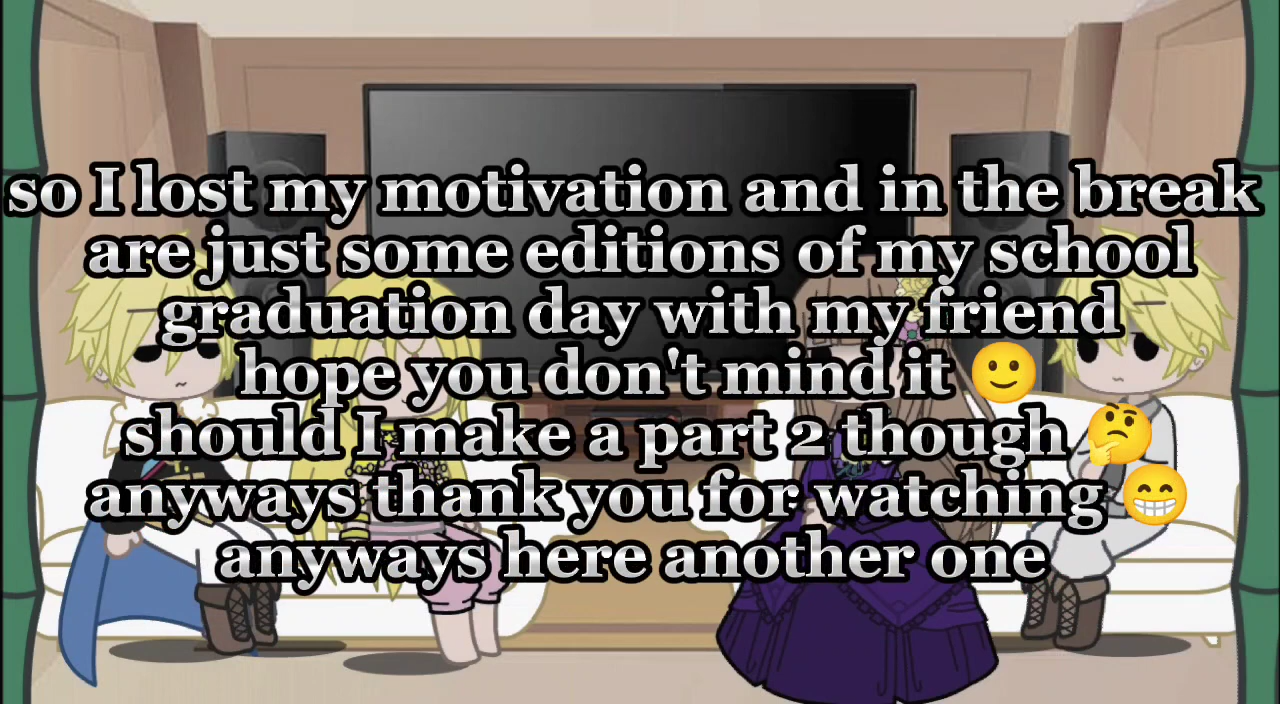 so I lost my motivation and in the break
are just some editions of my school
graduation day with my friend
hope you don't mind it 🙂
should I make a part 2 though 🤔
anyways thank you for watching 😁
anyways here another one